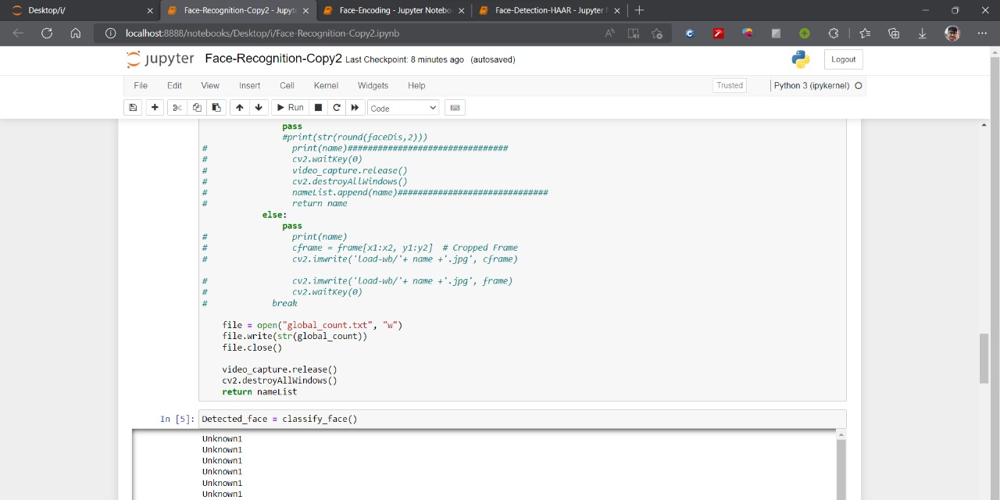 Desktop/i/
Face-Recognition-Copy2 - Jupyt
Face-Encoding - Jupyter Notebo
Face-Detection-HAAR - Jupyter
localhost:8888/notebooks/Desktop/i/Face-Recognition-Copy2.ipynb
jupyter Face-Recognition-Copy2 Last Checkpoint: 8 minutes ago (autosaved)
Logout
File Edit View Insert Cell Kernel Widgets Help
Trusted
Python 3 (ipykernel)
Run
Code
pass
#print(str(round(faceDis,2)))
# print(name)################################
# cv2.waitKey(0)
# video_capture.release()
# cv2.destroyAllWindows()
# nameList.append(name)##############################
# return name
else:
pass
# print(name)
# cframe = frame[x1:x2, y1:y2] # Cropped Frame
# cv2.imwrite('load-wb/'+ name +'.jpg', cframe)
# cv2.imwrite('load-wb/'+ name +'.jpg', frame)
# cv2.waitKey(0)
# break
file = open("global_count.txt", "w")
file.write(str(global_count))
file.close()
video_capture.release()
cv2.destroyAllWindows()
return nameList
In [5]: Detected_face = classify_face()
Unknown1
Unknown1
Unknown1
Unknown1
Unknown1
Unknown1